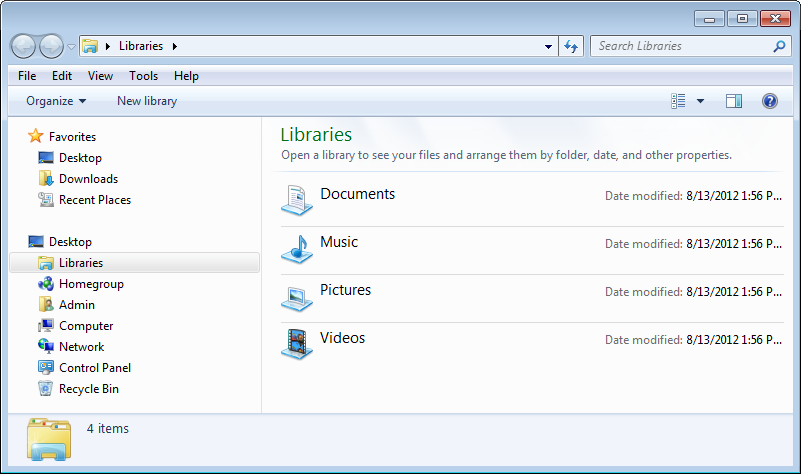 Libraries
Search Libraries
File Edit View Tools Help
Organize New library
Favorites
Desktop
Downloads
Recent Places
Desktop
Libraries
Homegroup
Admin
Computer
Network
Control Panel
Recycle Bin
Libraries
Open a library to see your files and arrange them by folder, date, and other properties.
Documents Date modified: 8/13/2012 1:56 P...
Music Date modified: 8/13/2012 1:56 P...
Pictures Date modified: 8/13/2012 1:56 P...
Videos Date modified: 8/13/2012 1:56 P...
4 items